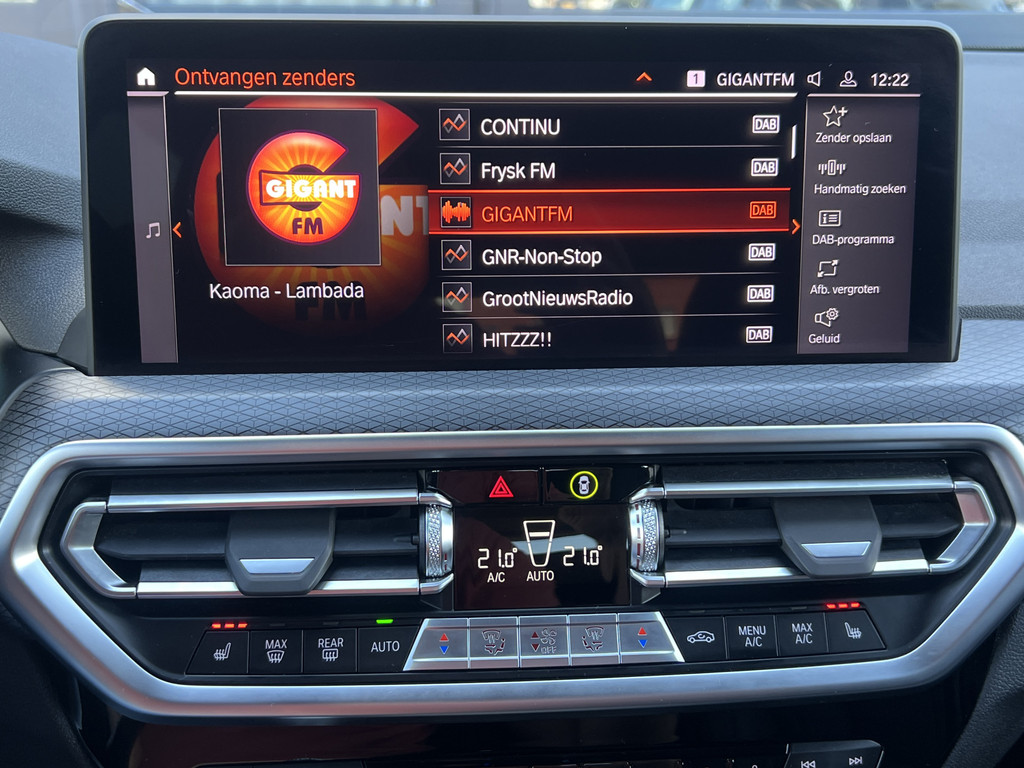 Ontvangen zenders
1 GIGANTFM 12:22
GIGANT
FM
Kaoma - Lambada
CONTINU DAB
Frysk FM DAB
GIGANTFM DAB
GNR-Non-Stop DAB
GrootNieuwsRadio DAB
HITZZZ!! DAB
Zender opslaan
Handmatig zoeken
DAB-programma
Afb. vergroten
Geluid
21.0° 21.0°
A/C AUTO
MAX
REAR
AUTO
OFF
MENU
A/C
MAX
A/C